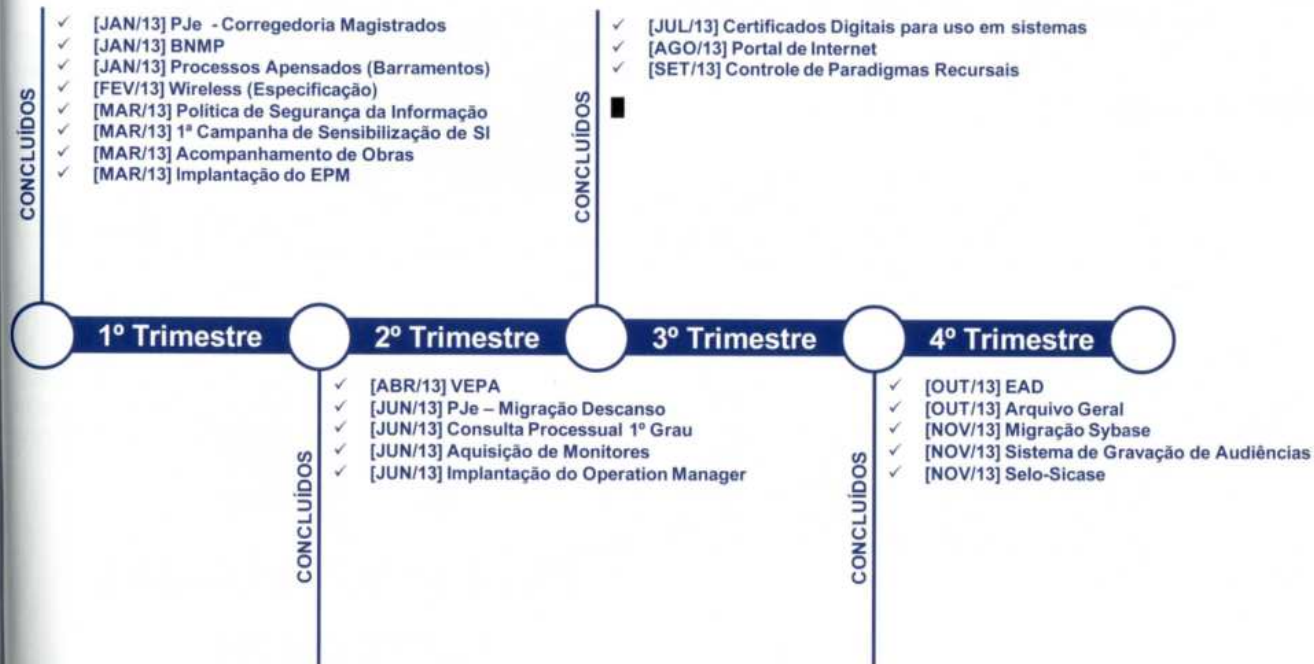 CONCLUÍDOS
✓ [JAN/13] PJe - Corregedoria Magistrados
✓ [JAN/13] BNMP
✓ [JAN/13] Processos Apensados (Barramentos)
✓ [FEV/13] Wireless (Especificação)
✓ [MAR/13] Política de Segurança da Informação
✓ [MAR/13] 1ª Campanha de Sensibilização de SI
✓ [MAR/13] Acompanhamento de Obras
✓ [MAR/13] Implantação do EPM
CONCLUÍDOS
✓ [JUL/13] Certificados Digitais para uso em sistemas
✓ [AGO/13] Portal de Internet
✓ [SET/13] Controle de Paradigmas Recursais
1º Trimestre
2º Trimestre
3º Trimestre
4º Trimestre
CONCLUÍDOS
✓ [ABR/13] VEPA
✓ [JUN/13] PJe – Migração Descanso
✓ [JUN/13] Consulta Processual 1º Grau
✓ [JUN/13] Aquisição de Monitores
✓ [JUN/13] Implantação do Operation Manager
CONCLUÍDOS
✓ [OUT/13] EAD
✓ [OUT/13] Arquivo Geral
✓ [NOV/13] Migração Sybase
✓ [NOV/13] Sistema de Gravação de Audiências
✓ [NOV/13] Selo-Sicase